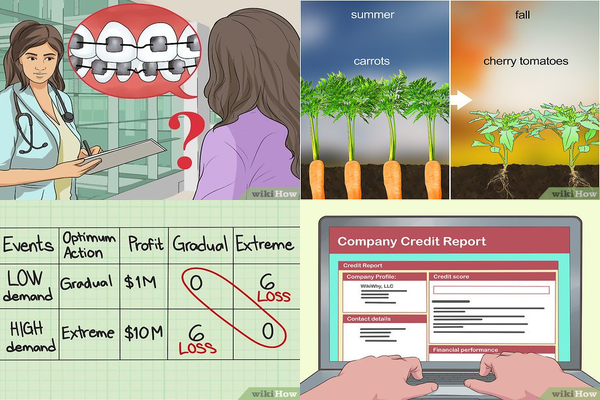 ?
wikiHow
summer
fall
carrots
cherry tomatoes
wikiHow
Events
Optimum Action
Profit
Gradual
Extreme
LOW demand
Gradual
$1M
0
6 LOSS
HIGH demand
Extreme
$10M
6 LOSS
0
wikiHow
Company Credit Report
Credit Report
Company Profile:
WikiWhy, LLC
Credit score
Contact details
Financial performance
wikiHow